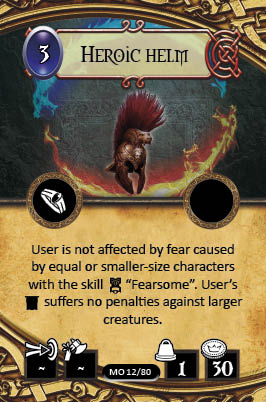 3 HEROIC HELM
User is not affected by fear caused
by equal or smaller-size characters
with the skill “Fearsome”. User's
suffers no penalties against larger
creatures.
~ ~ MO 12/80 1 30